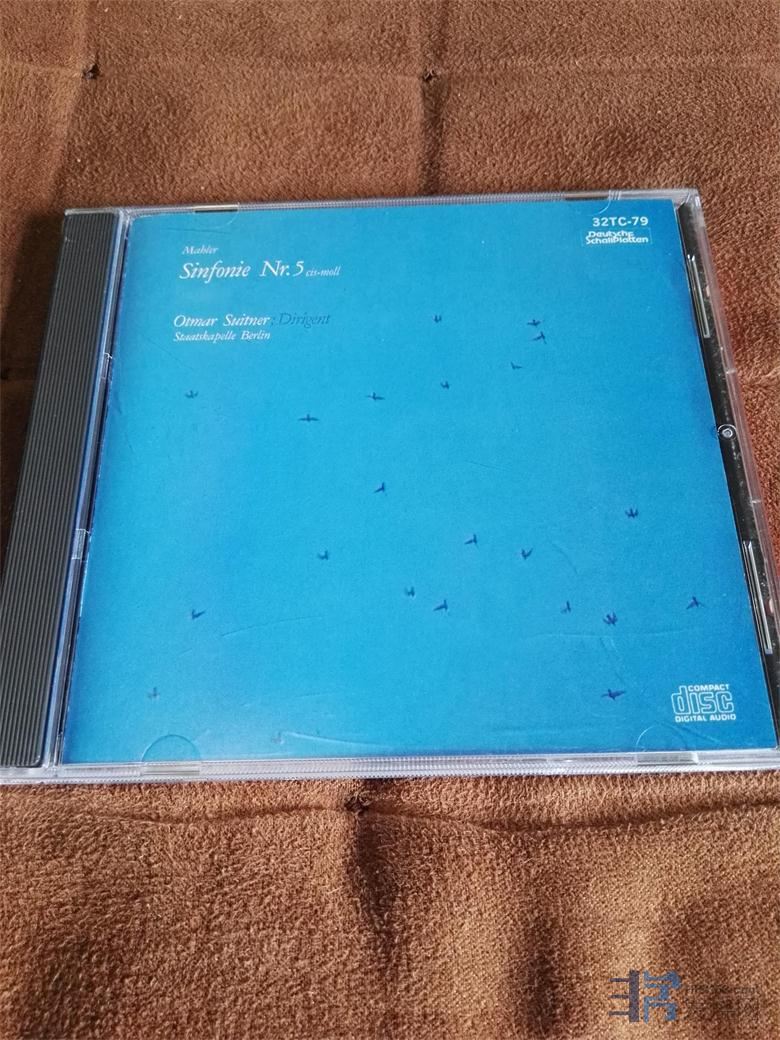 32TC-79
Deutsche
Schallplatten
Mahler
Sinfonie Nr. 5 cis-moll
Otmar Suitner; Dirigent
Staatskapelle Berlin
COMPACT
disc
DIGITAL AUDIO